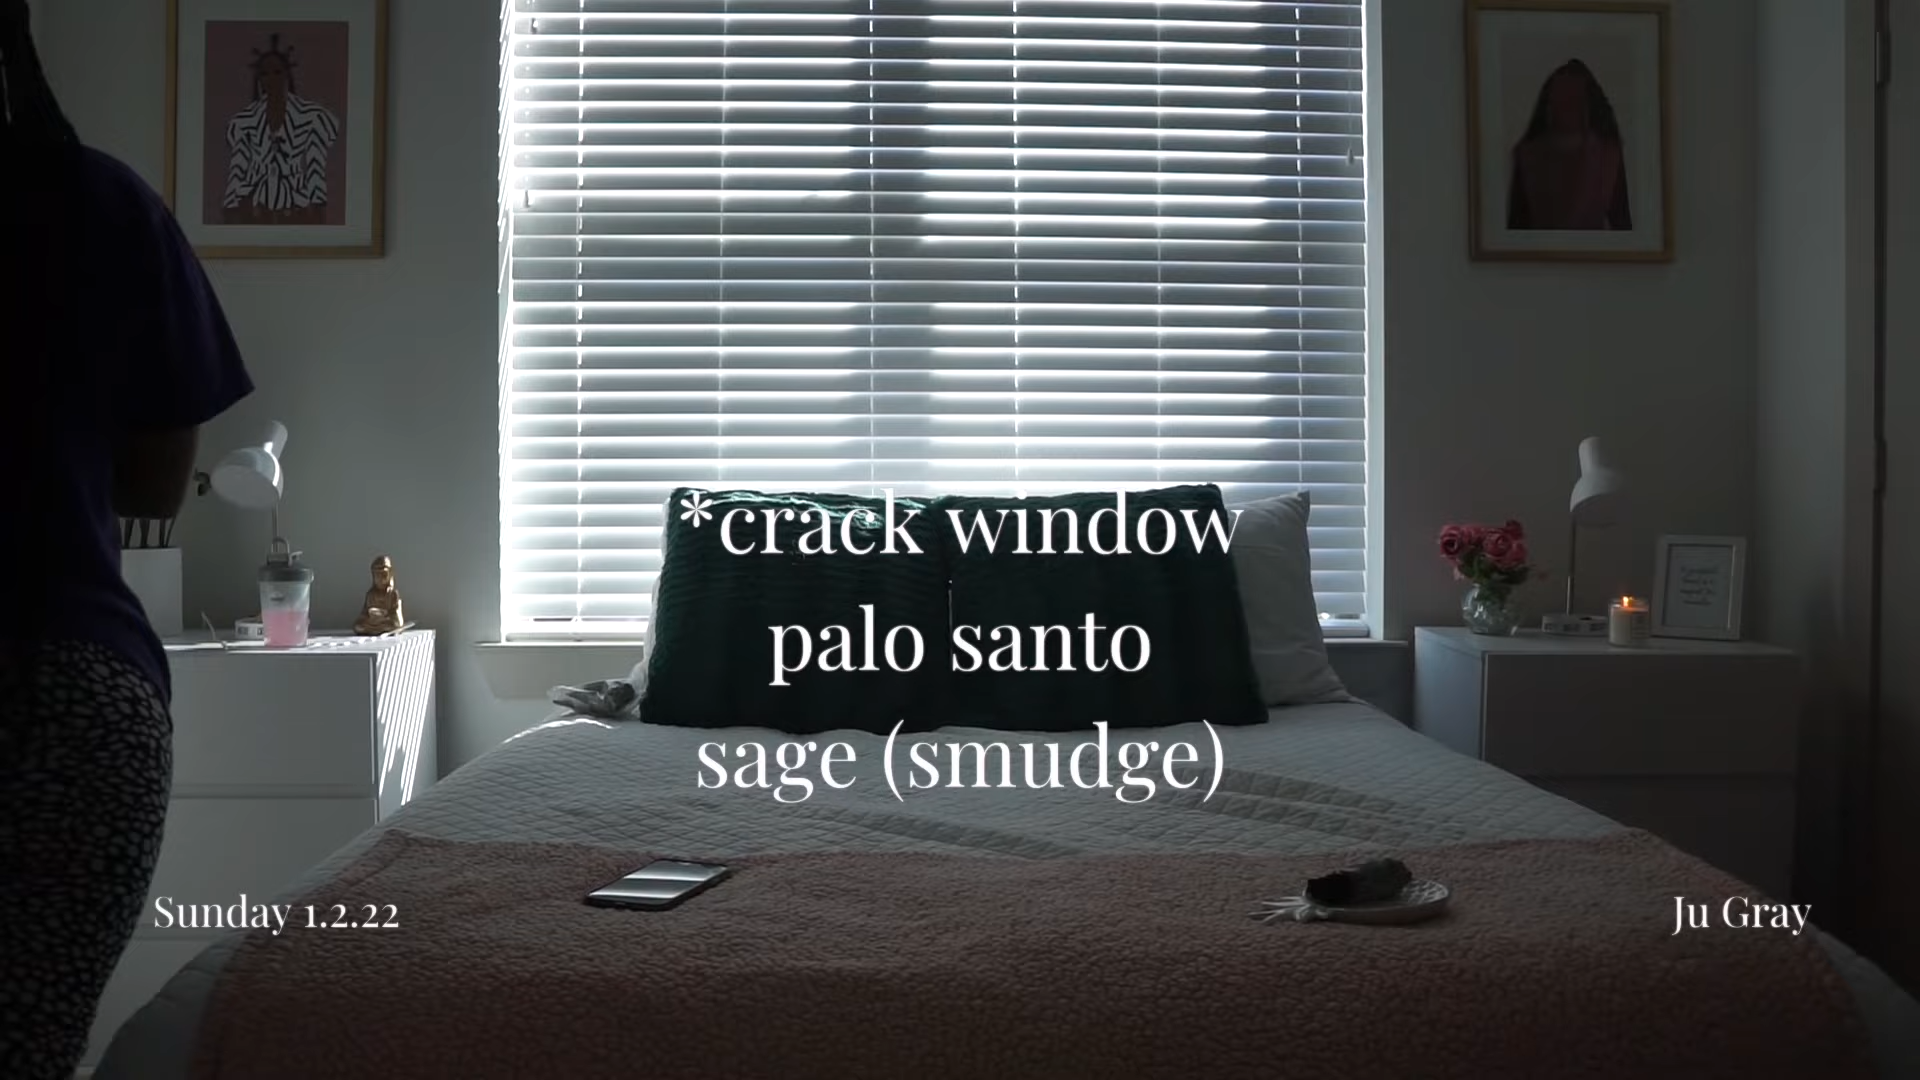 *crack window
palo santo
sage (smudge)
Sunday 1.2.22
Ju Gray